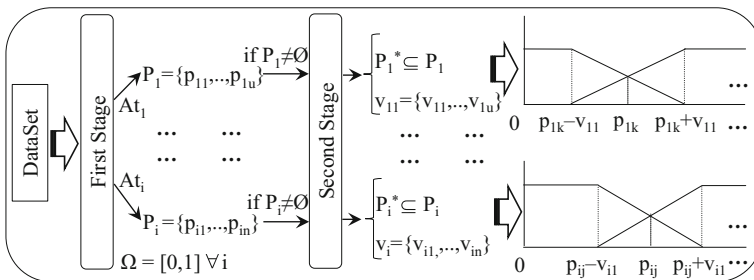 DataSet
First Stage
At₁
Atᵢ
P₁={p₁₁,..,p₁ᵤ}
... ...
... ...
Pᵢ={pᵢ₁,..,pᵢₙ}
Ω = [0,1] ∀ i
if P₁≠Ø
if Pᵢ≠Ø
Second Stage
P₁* ⊆ P₁
v₁₁={v₁₁,..,v₁ᵤ}
... ...
... ...
Pᵢ* ⊆ Pᵢ
vᵢ={vᵢ₁,..,vᵢₙ}
0 p₁ₖ−v₁₁ p₁ₖ p₁ₖ+v₁₁ ...
...
0 pᵢⱼ−vᵢ₁ pᵢⱼ pᵢⱼ+vᵢ₁ ...
...